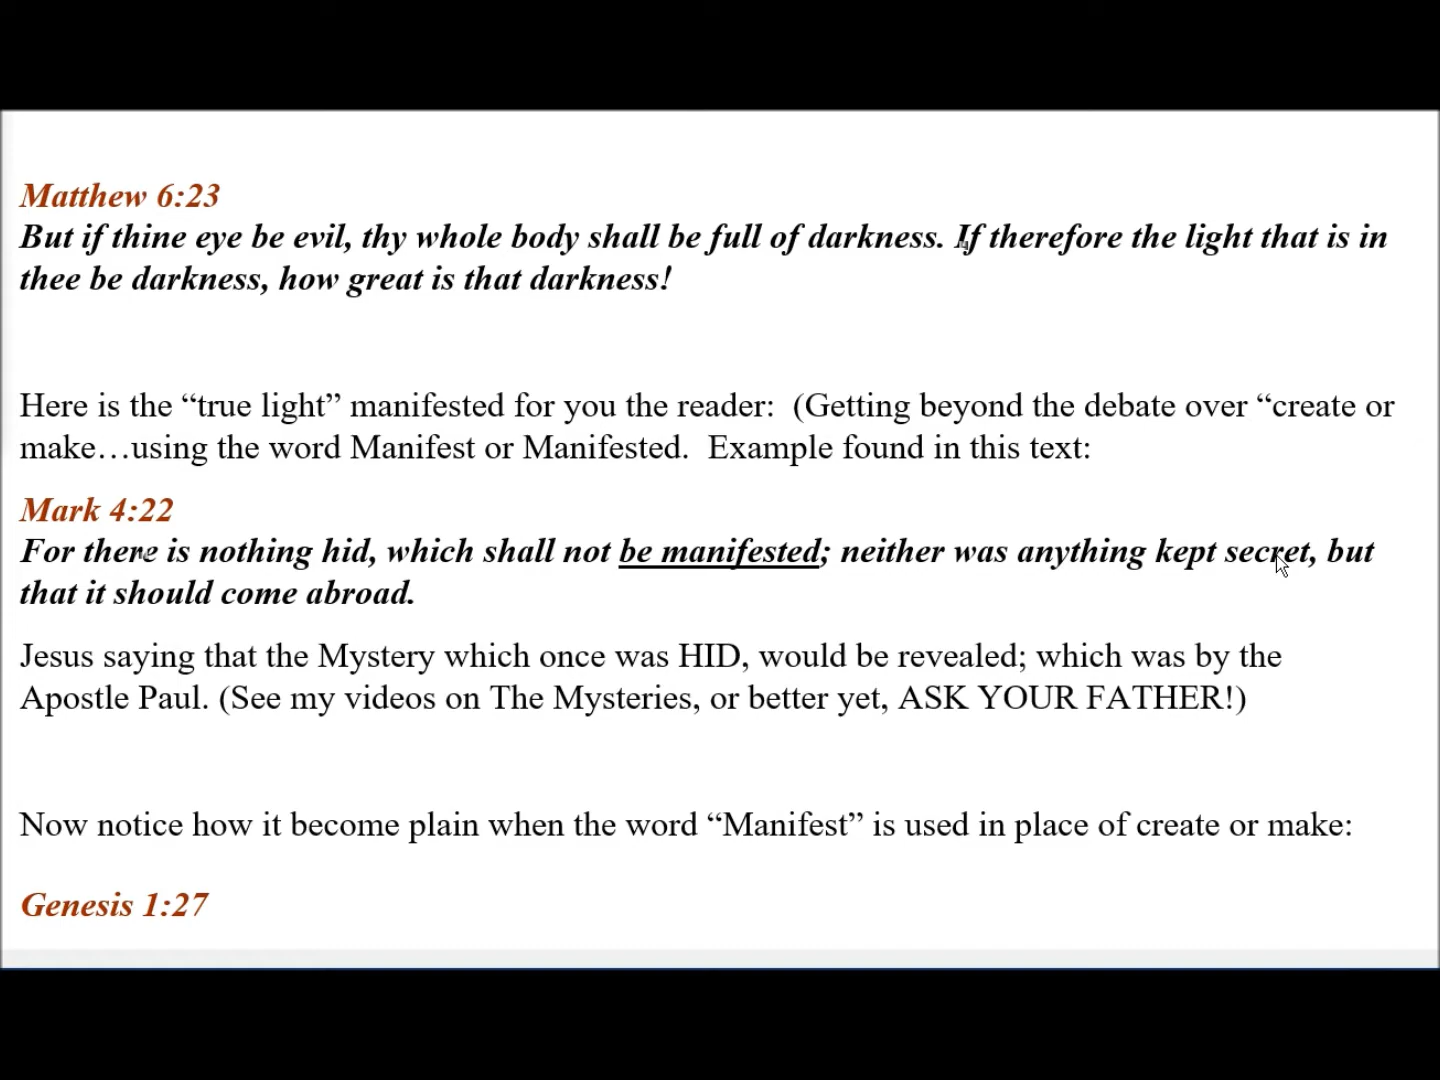 Matthew 6:23
But if thine eye be evil, thy whole body shall be full of darkness. If therefore the light that is in
thee be darkness, how great is that darkness!
Here is the “true light” manifested for you the reader:  (Getting beyond the debate over “create or
make…using the word Manifest or Manifested.  Example found in this text:
Mark 4:22
For there is nothing hid, which shall not be manifested; neither was anything kept secret, but
that it should come abroad.
Jesus saying that the Mystery which once was HID, would be revealed; which was by the
Apostle Paul. (See my videos on The Mysteries, or better yet, ASK YOUR FATHER!)
Now notice how it become plain when the word “Manifest” is used in place of create or make:
Genesis 1:27